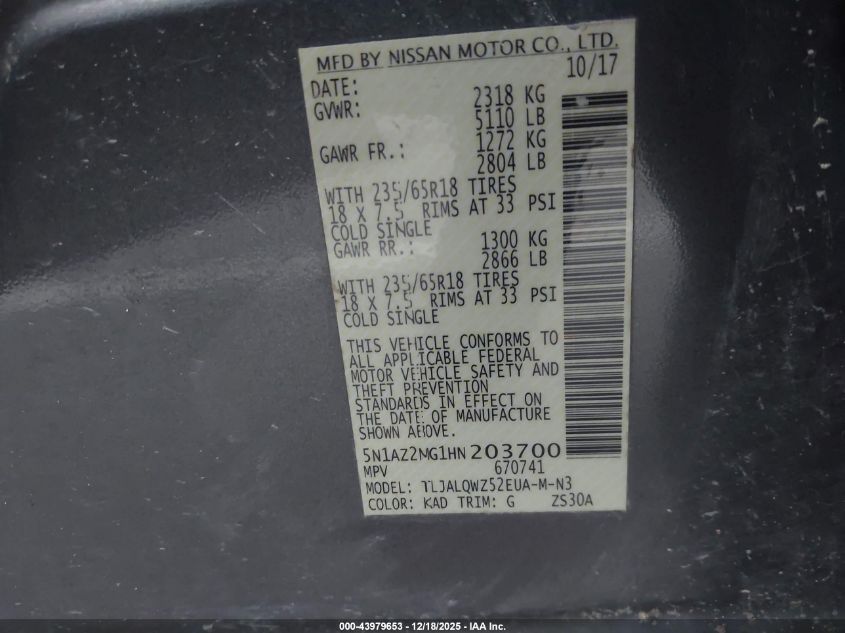 MFD BY NISSAN MOTOR CO., LTD.
DATE: 10/17
GVWR: 2318 KG
5110 LB
GAWR FR.: 1272 KG
2804 LB
WITH 235/65R18 TIRES
18 X 7.5 RIMS AT 33 PSI
COLD SINGLE
GAWR RR.: 1300 KG
2866 LB
WITH 235/65R18 TIRES
18 X 7.5 RIMS AT 33 PSI
COLD SINGLE
THIS VEHICLE CONFORMS TO
ALL APPLICABLE FEDERAL
MOTOR VEHICLE SAFETY AND
THEFT PREVENTION
STANDARDS IN EFFECT ON
THE DATE OF MANUFACTURE
SHOWN ABOVE.
5N1AZ2MG1HN203700
MPV 670741
MODEL: TLJALQWZ52EUA-M-N3
COLOR: KAD TRIM: G ZS30A
000-43979653 - 12/18/2025 - IAA Inc.